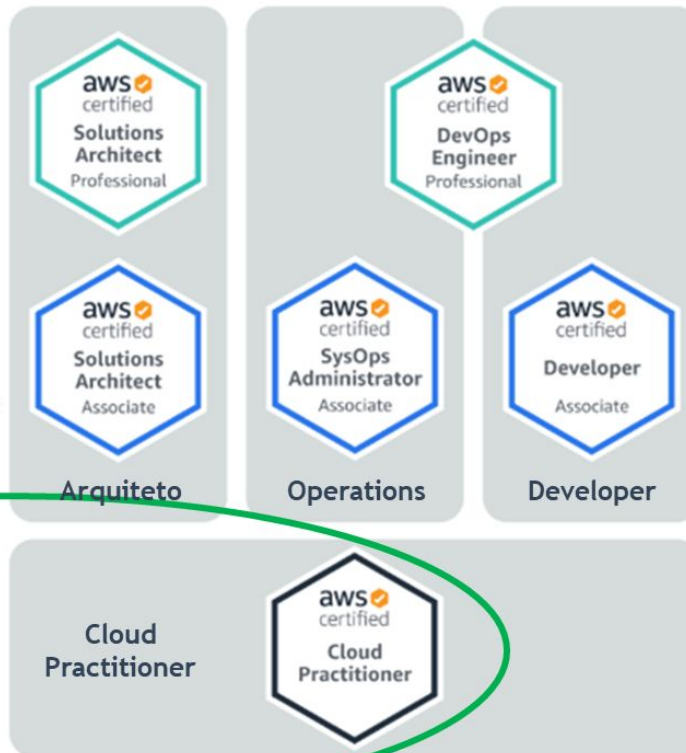 aws
certified
Solutions
Architect
Professional
aws
certified
DevOps
Engineer
Professional
aws
certified
Solutions
Architect
Associate
aws
certified
SysOps
Administrator
Associate
aws
certified
Developer
Associate
Arquiteto
Operations
Developer
Cloud
Practitioner
aws
certified
Cloud
Practitioner